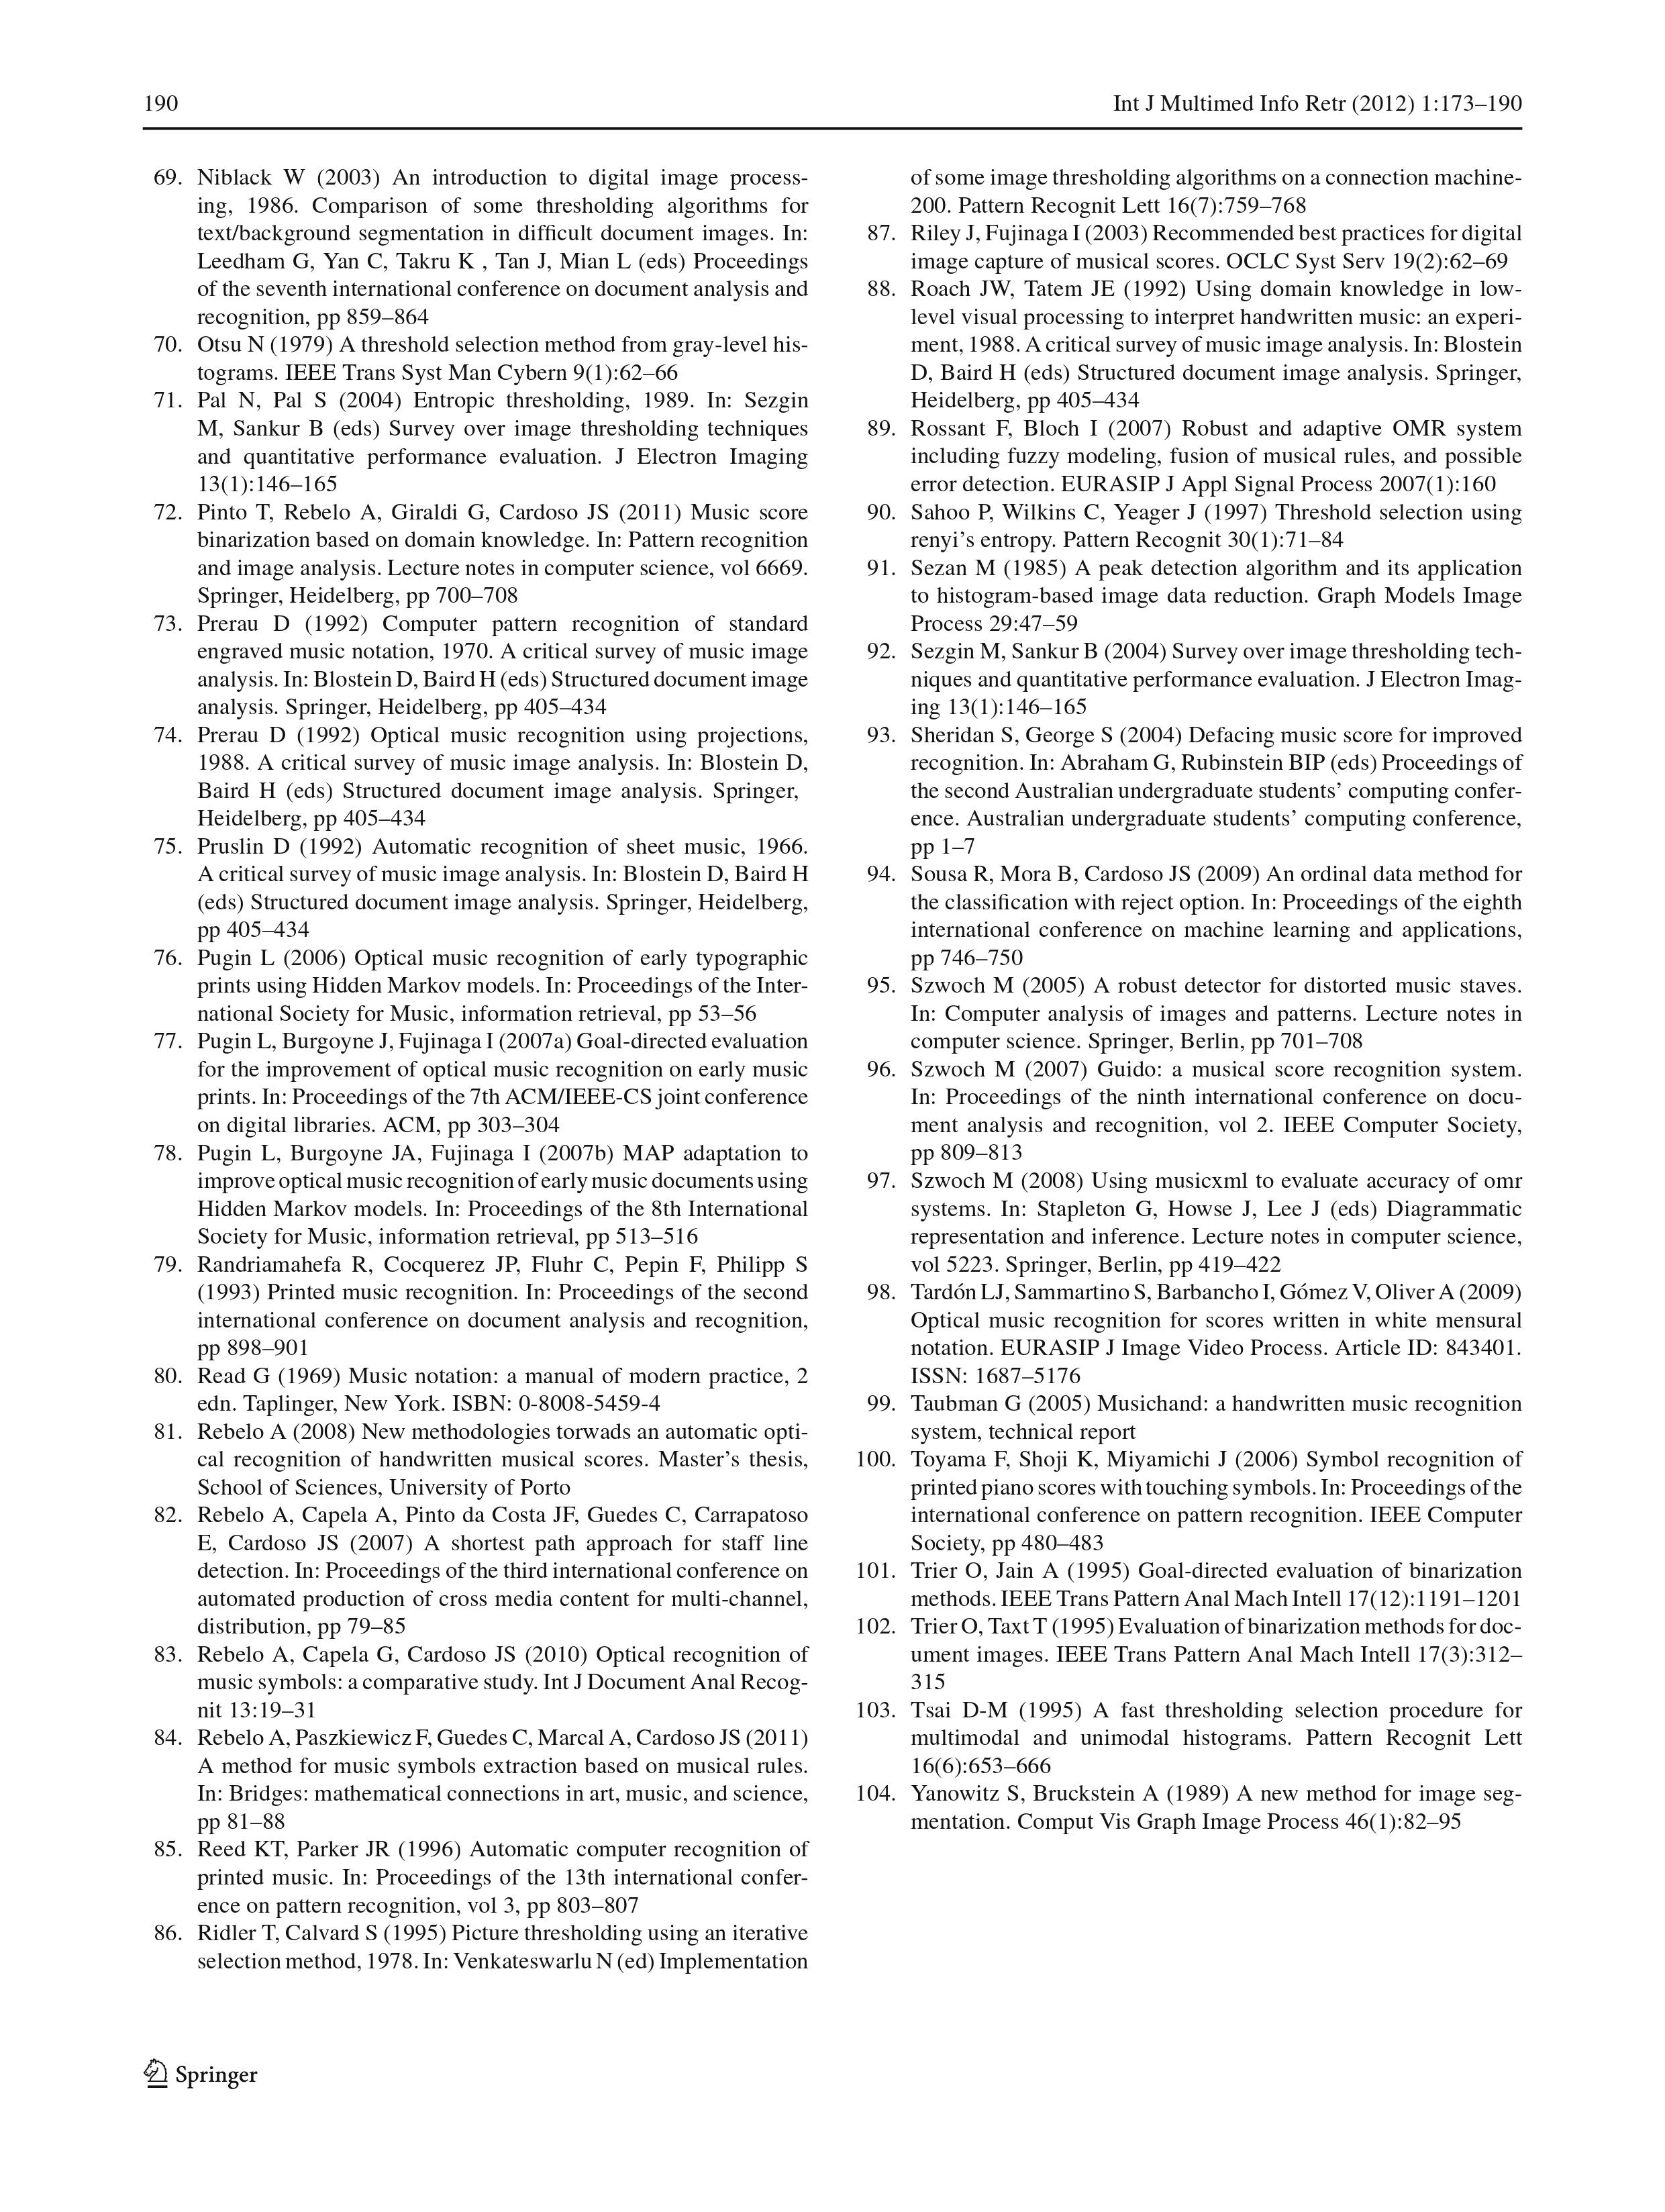 190
Int J Multimed Info Retr (2012) 1:173–190
69. Niblack W (2003) An introduction to digital image process-
ing, 1986. Comparison of some thresholding algorithms for
text/background segmentation in difficult document images. In:
Leedham G, Yan C, Takru K , Tan J, Mian L (eds) Proceedings
of the seventh international conference on document analysis and
recognition, pp 859–864
70. Otsu N (1979) A threshold selection method from gray-level his-
tograms. IEEE Trans Syst Man Cybern 9(1):62–66
71. Pal N, Pal S (2004) Entropic thresholding, 1989. In: Sezgin
M, Sankur B (eds) Survey over image thresholding techniques
and quantitative performance evaluation. J Electron Imaging
13(1):146–165
72. Pinto T, Rebelo A, Giraldi G, Cardoso JS (2011) Music score
binarization based on domain knowledge. In: Pattern recognition
and image analysis. Lecture notes in computer science, vol 6669.
Springer, Heidelberg, pp 700–708
73. Prerau D (1992) Computer pattern recognition of standard
engraved music notation, 1970. A critical survey of music image
analysis. In: Blostein D, Baird H (eds) Structured document image
analysis. Springer, Heidelberg, pp 405–434
74. Prerau D (1992) Optical music recognition using projections,
1988. A critical survey of music image analysis. In: Blostein D,
Baird H (eds) Structured document image analysis. Springer,
Heidelberg, pp 405–434
75. Pruslin D (1992) Automatic recognition of sheet music, 1966.
A critical survey of music image analysis. In: Blostein D, Baird H
(eds) Structured document image analysis. Springer, Heidelberg,
pp 405–434
76. Pugin L (2006) Optical music recognition of early typographic
prints using Hidden Markov models. In: Proceedings of the Inter-
national Society for Music, information retrieval, pp 53–56
77. Pugin L, Burgoyne J, Fujinaga I (2007a) Goal-directed evaluation
for the improvement of optical music recognition on early music
prints. In: Proceedings of the 7th ACM/IEEE-CS joint conference
on digital libraries. ACM, pp 303–304
78. Pugin L, Burgoyne JA, Fujinaga I (2007b) MAP adaptation to
improve optical music recognition of early music documents using
Hidden Markov models. In: Proceedings of the 8th International
Society for Music, information retrieval, pp 513–516
79. Randriamahefa R, Cocquerez JP, Fluhr C, Pepin F, Philipp S
(1993) Printed music recognition. In: Proceedings of the second
international conference on document analysis and recognition,
pp 898–901
80. Read G (1969) Music notation: a manual of modern practice, 2
edn. Taplinger, New York. ISBN: 0-8008-5459-4
81. Rebelo A (2008) New methodologies torwads an automatic opti-
cal recognition of handwritten musical scores. Master's thesis,
School of Sciences, University of Porto
82. Rebelo A, Capela A, Pinto da Costa JF, Guedes C, Carrapatoso
E, Cardoso JS (2007) A shortest path approach for staff line
detection. In: Proceedings of the third international conference on
automated production of cross media content for multi-channel,
distribution, pp 79–85
83. Rebelo A, Capela G, Cardoso JS (2010) Optical recognition of
music symbols: a comparative study. Int J Document Anal Recog-
nit 13:19–31
84. Rebelo A, Paszkiewicz F, Guedes C, Marcal A, Cardoso JS (2011)
A method for music symbols extraction based on musical rules.
In: Bridges: mathematical connections in art, music, and science,
pp 81–88
85. Reed KT, Parker JR (1996) Automatic computer recognition of
printed music. In: Proceedings of the 13th international confer-
ence on pattern recognition, vol 3, pp 803–807
86. Ridler T, Calvard S (1995) Picture thresholding using an iterative
selection method, 1978. In: Venkateswarlu N (ed) Implementation
of some image thresholding algorithms on a connection machine-
200. Pattern Recognit Lett 16(7):759–768
87. Riley J, Fujinaga I (2003) Recommended best practices for digital
image capture of musical scores. OCLC Syst Serv 19(2):62–69
88. Roach JW, Tatem JE (1992) Using domain knowledge in low-
level visual processing to interpret handwritten music: an experi-
ment, 1988. A critical survey of music image analysis. In: Blostein
D, Baird H (eds) Structured document image analysis. Springer,
Heidelberg, pp 405–434
89. Rossant F, Bloch I (2007) Robust and adaptive OMR system
including fuzzy modeling, fusion of musical rules, and possible
error detection. EURASIP J Appl Signal Process 2007(1):160
90. Sahoo P, Wilkins C, Yeager J (1997) Threshold selection using
renyi's entropy. Pattern Recognit 30(1):71–84
91. Sezan M (1985) A peak detection algorithm and its application
to histogram-based image data reduction. Graph Models Image
Process 29:47–59
92. Sezgin M, Sankur B (2004) Survey over image thresholding tech-
niques and quantitative performance evaluation. J Electron Imag-
ing 13(1):146–165
93. Sheridan S, George S (2004) Defacing music score for improved
recognition. In: Abraham G, Rubinstein BIP (eds) Proceedings of
the second Australian undergraduate students' computing confer-
ence. Australian undergraduate students' computing conference,
pp 1–7
94. Sousa R, Mora B, Cardoso JS (2009) An ordinal data method for
the classification with reject option. In: Proceedings of the eighth
international conference on machine learning and applications,
pp 746–750
95. Szwoch M (2005) A robust detector for distorted music staves.
In: Computer analysis of images and patterns. Lecture notes in
computer science. Springer, Berlin, pp 701–708
96. Szwoch M (2007) Guido: a musical score recognition system.
In: Proceedings of the ninth international conference on docu-
ment analysis and recognition, vol 2. IEEE Computer Society,
pp 809–813
97. Szwoch M (2008) Using musicxml to evaluate accuracy of omr
systems. In: Stapleton G, Howse J, Lee J (eds) Diagrammatic
representation and inference. Lecture notes in computer science,
vol 5223. Springer, Berlin, pp 419–422
98. Tardón LJ, Sammartino S, Barbancho I, Gómez V, Oliver A (2009)
Optical music recognition for scores written in white mensural
notation. EURASIP J Image Video Process. Article ID: 843401.
ISSN: 1687–5176
99. Taubman G (2005) Musichand: a handwritten music recognition
system, technical report
100. Toyama F, Shoji K, Miyamichi J (2006) Symbol recognition of
printed piano scores with touching symbols. In: Proceedings of the
international conference on pattern recognition. IEEE Computer
Society, pp 480–483
101. Trier O, Jain A (1995) Goal-directed evaluation of binarization
methods. IEEE Trans Pattern Anal Mach Intell 17(12):1191–1201
102. Trier O, Taxt T (1995) Evaluation of binarization methods for doc-
ument images. IEEE Trans Pattern Anal Mach Intell 17(3):312–
315
103. Tsai D-M (1995) A fast thresholding selection procedure for
multimodal and unimodal histograms. Pattern Recognit Lett
16(6):653–666
104. Yanowitz S, Bruckstein A (1989) A new method for image seg-
mentation. Comput Vis Graph Image Process 46(1):82–95
Springer